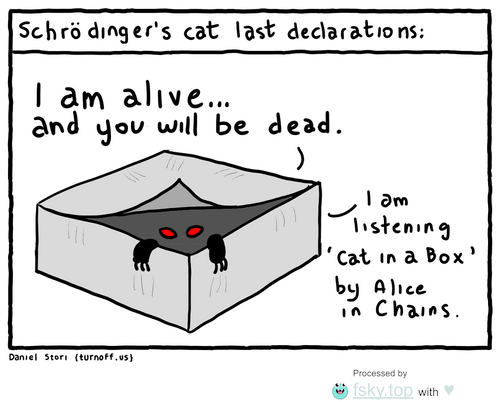 Schrödinger's cat last declarations:
I am alive...
and you will be dead.
I am
listening
'Cat in a Box'
by Alice
in Chains.
Daniel Stori {turnoff.us}
Processed by
fsky.top with ♥